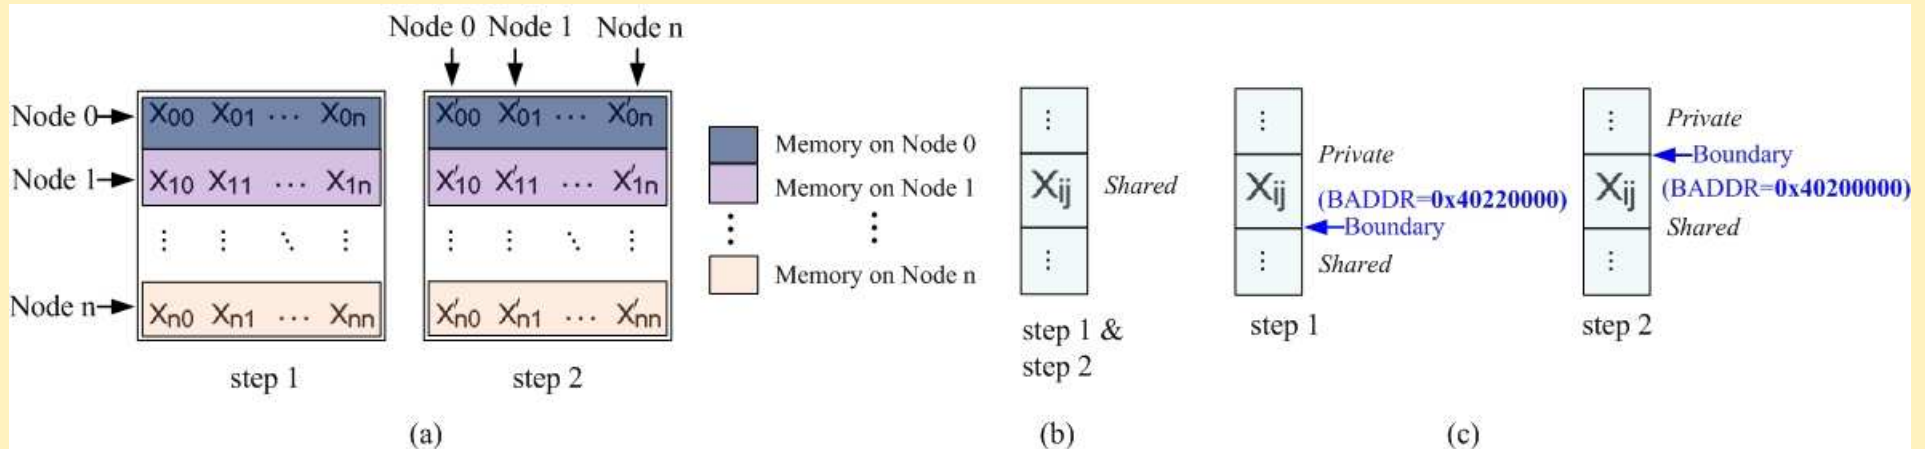 Node 0 Node 1 Node n
Node 0
X00 X01 ... X0n
Node 1
X10 X11 ... X1n
⋮ ⋮ ⋱ ⋮
Node n
Xn0 Xn1 ... Xnn
step 1
X'00 X'01 ... X'0n
X'10 X'11 ... X'1n
⋮ ⋮ ⋱ ⋮
X'n0 X'n1 ... X'nn
step 2
Memory on Node 0
Memory on Node 1
⋮ ⋮
Memory on Node n
(a)
⋮
Xij
⋮
Shared
step 1 &
step 2
(b)
⋮
Xij
⋮
Private
(BADDR=0x40220000)
Boundary
Shared
step 1
⋮
Xij
⋮
Private
Boundary
(BADDR=0x40200000)
Shared
step 2
(c)